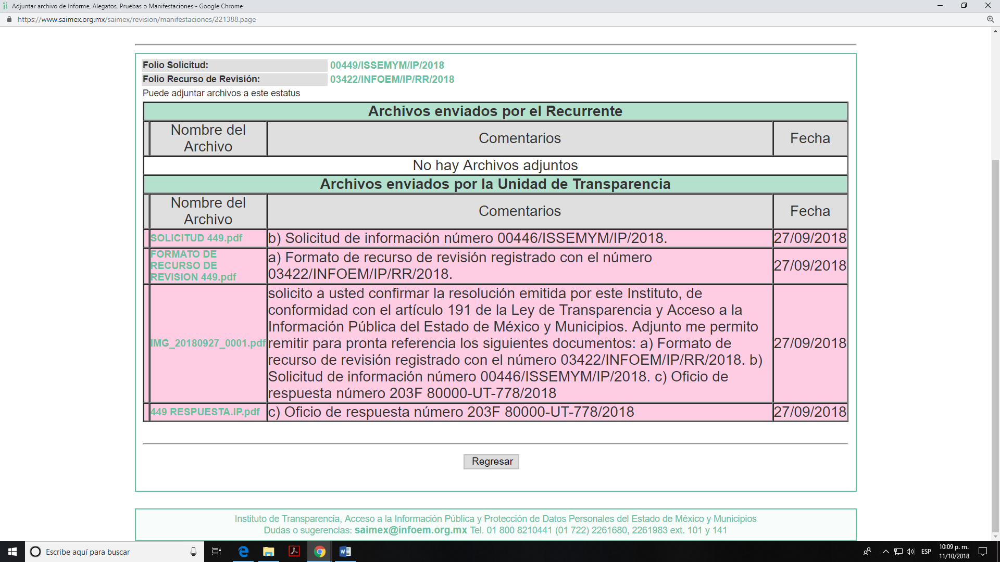 Adjuntar archivo de Informe, Alegatos, Pruebas o Manifestaciones - Google Chrome
https://www.saimex.org.mx/saimex/revision/manifestaciones/221388.page
Folio Solicitud: 00449/ISSEMYM/IP/2018
Folio Recurso de Revisión: 03422/INFOEM/IP/RR/2018
Puede adjuntar archivos a este estatus
Archivos enviados por el Recurrente
Nombre del
Archivo
Comentarios
Fecha
No hay Archivos adjuntos
Archivos enviados por la Unidad de Transparencia
Nombre del
Archivo
Comentarios
Fecha
SOLICITUD 449.pdf
b) Solicitud de información número 00446/ISSEMYM/IP/2018.
27/09/2018
FORMATO DE
RECURSO DE
REVISION 449.pdf
a) Formato de recurso de revisión registrado con el número
03422/INFOEM/IP/RR/2018.
27/09/2018
IMG_20180927_0001.pdf
solicito a usted confirmar la resolución emitida por este Instituto, de
conformidad con el artículo 191 de la Ley de Transparencia y Acceso a la
Información Pública del Estado de México y Municipios. Adjunto me permito
remitir para pronta referencia los siguientes documentos: a) Formato de
recurso de revisión registrado con el número 03422/INFOEM/IP/RR/2018. b)
Solicitud de información número 00446/ISSEMYM/IP/2018. c) Oficio de
respuesta número 203F 80000-UT-778/2018
27/09/2018
449 RESPUESTA.IP.pdf
c) Oficio de respuesta número 203F 80000-UT-778/2018
27/09/2018
Regresar
Instituto de Transparencia, Acceso a la Información Pública y Protección de Datos Personales del Estado de México y Municipios
Dudas o sugerencias: saimex@infoem.org.mx Tel. 01 800 8210441 (01 722) 2261680, 2261983 ext. 101 y 141
Escribe aquí para buscar
ESP
10:09 p. m.
11/10/2018